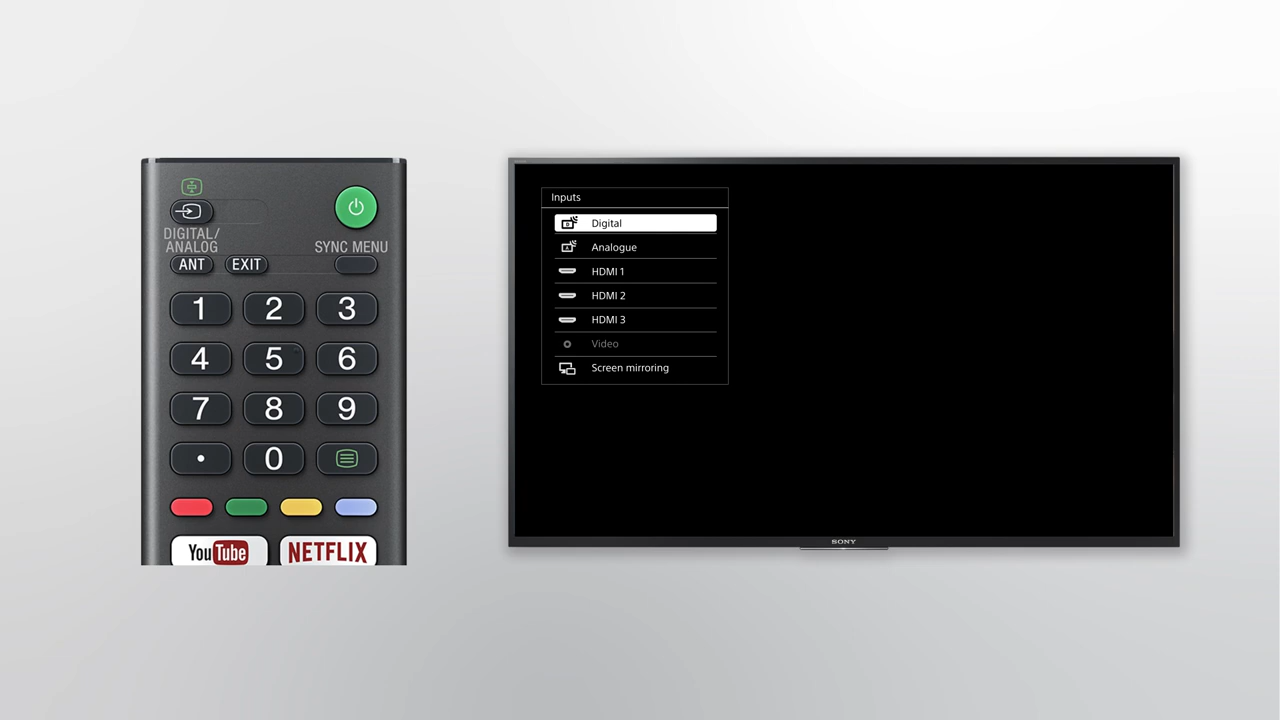 DIGITAL/
ANALOG
SYNC MENU
ANT
EXIT
1
2
3
4
5
6
7
8
9
0
YouTube
NETFLIX
Inputs
Digital
Analogue
HDMI 1
HDMI 2
HDMI 3
Video
Screen mirroring
SONY